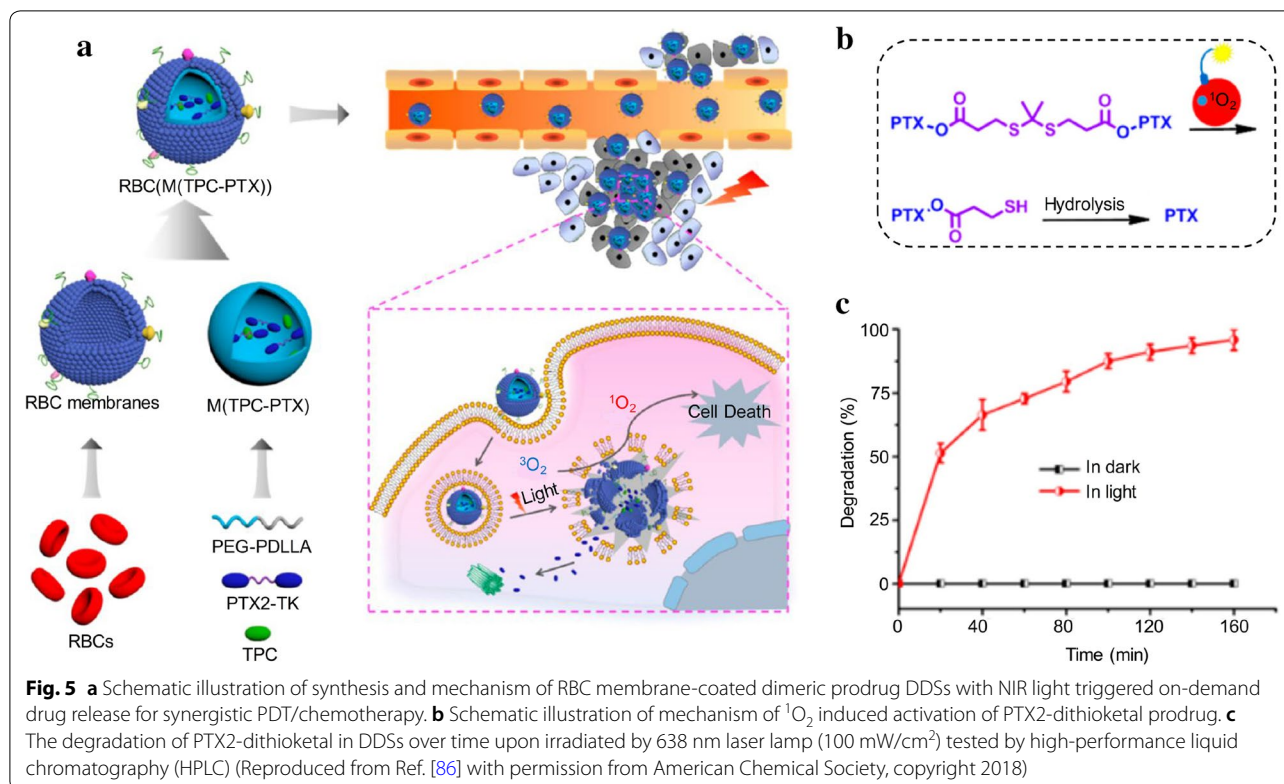 a
RBC(M(TPC-PTX))
RBC membranes
M(TPC-PTX)
RBCs
PEG-PDLLA
PTX2-TK
TPC
¹O₂
Cell Death
³O₂
Light
b
PTX O O S S O O PTX
¹O₂
PTX O O SH Hydrolysis PTX
c
Degradation (%)
100
75
50
25
0
In dark
In light
0 40 80 120 160
Time (min)
Fig. 5 a Schematic illustration of synthesis and mechanism of RBC membrane-coated dimeric prodrug DDSs with NIR light triggered on-demand
drug release for synergistic PDT/chemotherapy. b Schematic illustration of mechanism of ¹O₂ induced activation of PTX2-dithioketal prodrug. c
The degradation of PTX2-dithioketal in DDSs over time upon irradiated by 638 nm laser lamp (100 mW/cm²) tested by high-performance liquid
chromatography (HPLC) (Reproduced from Ref. [86] with permission from American Chemical Society, copyright 2018)